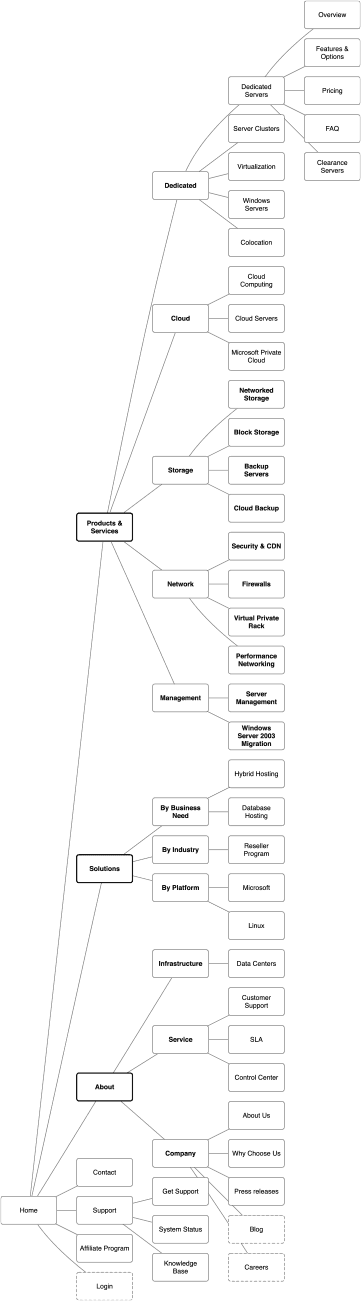 Overview
Features &
Options
Dedicated
Servers
Pricing
Server Clusters
FAQ
Virtualization
Clearance
Servers
Dedicated
Windows
Servers
Colocation
Cloud
Computing
Cloud
Cloud Servers
Microsoft Private
Cloud
Networked
Storage
Block Storage
Storage
Backup
Servers
Cloud Backup
Products &
Services
Security & CDN
Network
Firewalls
Virtual Private
Rack
Performance
Networking
Management
Server
Management
Windows
Server 2003
Migration
Hybrid Hosting
By Business
Need
Database
Hosting
By Industry
Reseller
Program
Solutions
By Platform
Microsoft
Linux
Infrastructure
Data Centers
Customer
Support
Service
SLA
Control Center
About
About Us
Company
Why Choose Us
Contact
Get Support
Press releases
Home
Support
System Status
Blog
Affiliate Program
Knowledge
Base
Careers
Login